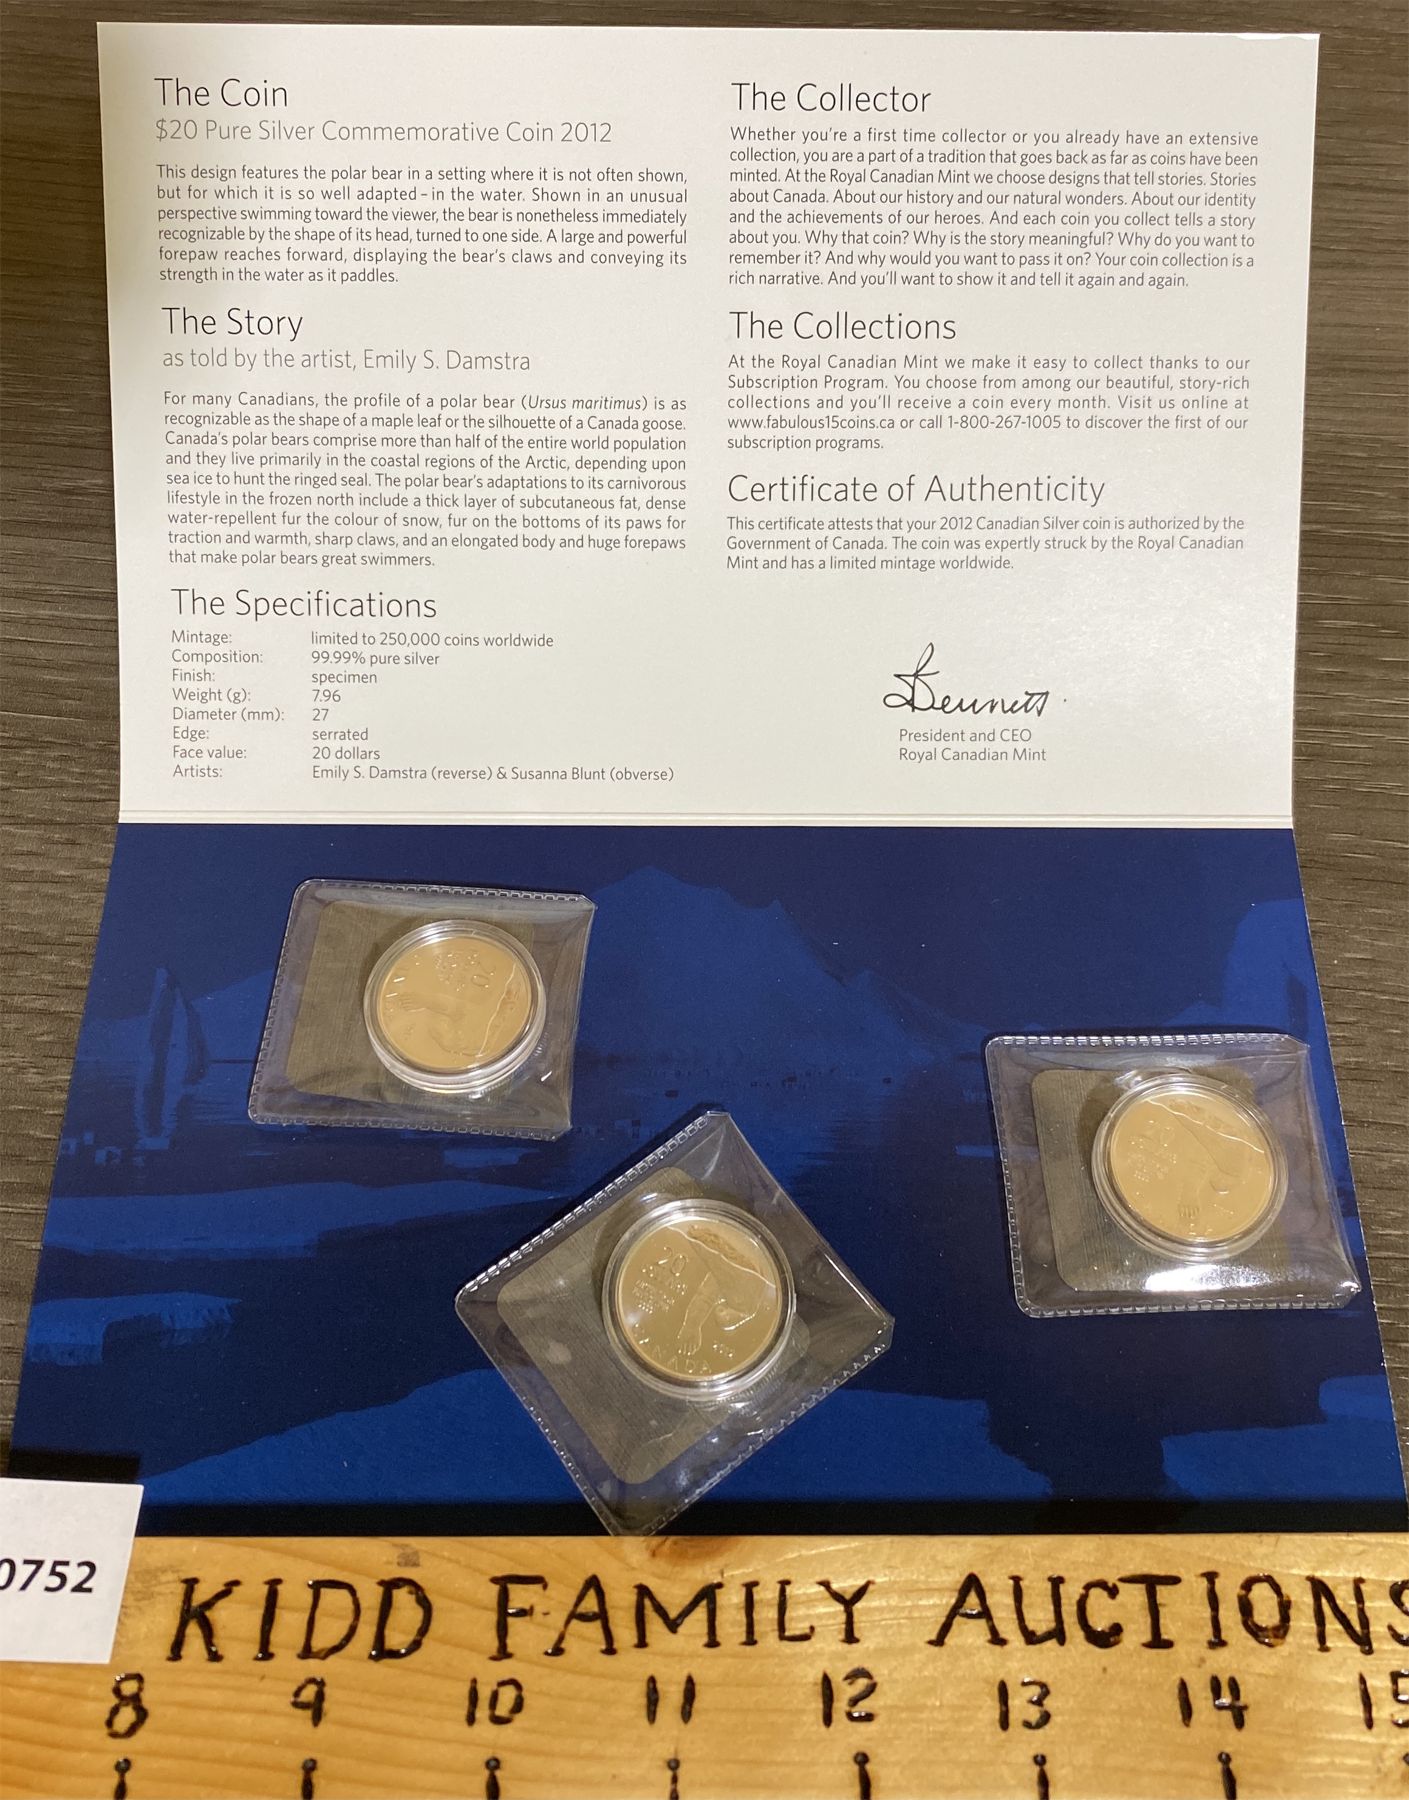 The Coin
$20 Pure Silver Commemorative Coin 2012
This design features the polar bear in a setting where it is not often shown,
but for which it is so well adapted – in the water. Shown in an unusual
perspective swimming toward the viewer, the bear is nonetheless immediately
recognizable by the shape of its head, turned to one side. A large and powerful
forepaw reaches forward, displaying the bear's claws and conveying its
strength in the water as it paddles.
The Story
as told by the artist, Emily S. Damstra
For many Canadians, the profile of a polar bear (Ursus maritimus) is as
recognizable as the shape of a maple leaf or the silhouette of a Canada goose.
Canada's polar bears comprise more than half of the entire world population
and they live primarily in the coastal regions of the Arctic, depending upon
sea ice to hunt the ringed seal. The polar bear's adaptations to its carnivorous
lifestyle in the frozen north include a thick layer of subcutaneous fat, dense
water-repellent fur the colour of snow, fur on the bottoms of its paws for
traction and warmth, sharp claws, and an elongated body and huge forepaws
that make polar bears great swimmers.
The Specifications
Mintage: limited to 250,000 coins worldwide
Composition: 99.99% pure silver
Finish: specimen
Weight (g): 7.96
Diameter (mm): 27
Edge: serrated
Face value: 20 dollars
Artists: Emily S. Damstra (reverse) & Susanna Blunt (obverse)
The Collector
Whether you're a first time collector or you already have an extensive
collection, you are a part of a tradition that goes back as far as coins have been
minted. At the Royal Canadian Mint we choose designs that tell stories. Stories
about Canada. About our history and our natural wonders. About our identity
and the achievements of our heroes. And each coin you collect tells a story
about you. Why that coin? Why is the story meaningful? Why do you want to
remember it? And why would you want to pass it on? Your coin collection is a
rich narrative. And you'll want to show it and tell it again and again.
The Collections
At the Royal Canadian Mint we make it easy to collect thanks to our
Subscription Program. You choose from among our beautiful, story-rich
collections and you'll receive a coin every month. Visit us online at
www.fabulous15coins.ca or call 1-800-267-1005 to discover the first of our
subscription programs.
Certificate of Authenticity
This certificate attests that your 2012 Canadian Silver coin is authorized by the
Government of Canada. The coin was expertly struck by the Royal Canadian
Mint and has a limited mintage worldwide.
Bennett
President and CEO
Royal Canadian Mint
20
CANADA
0752
KIDD FAMILY AUCTIONS
8 9 10 11 12 13 14 15